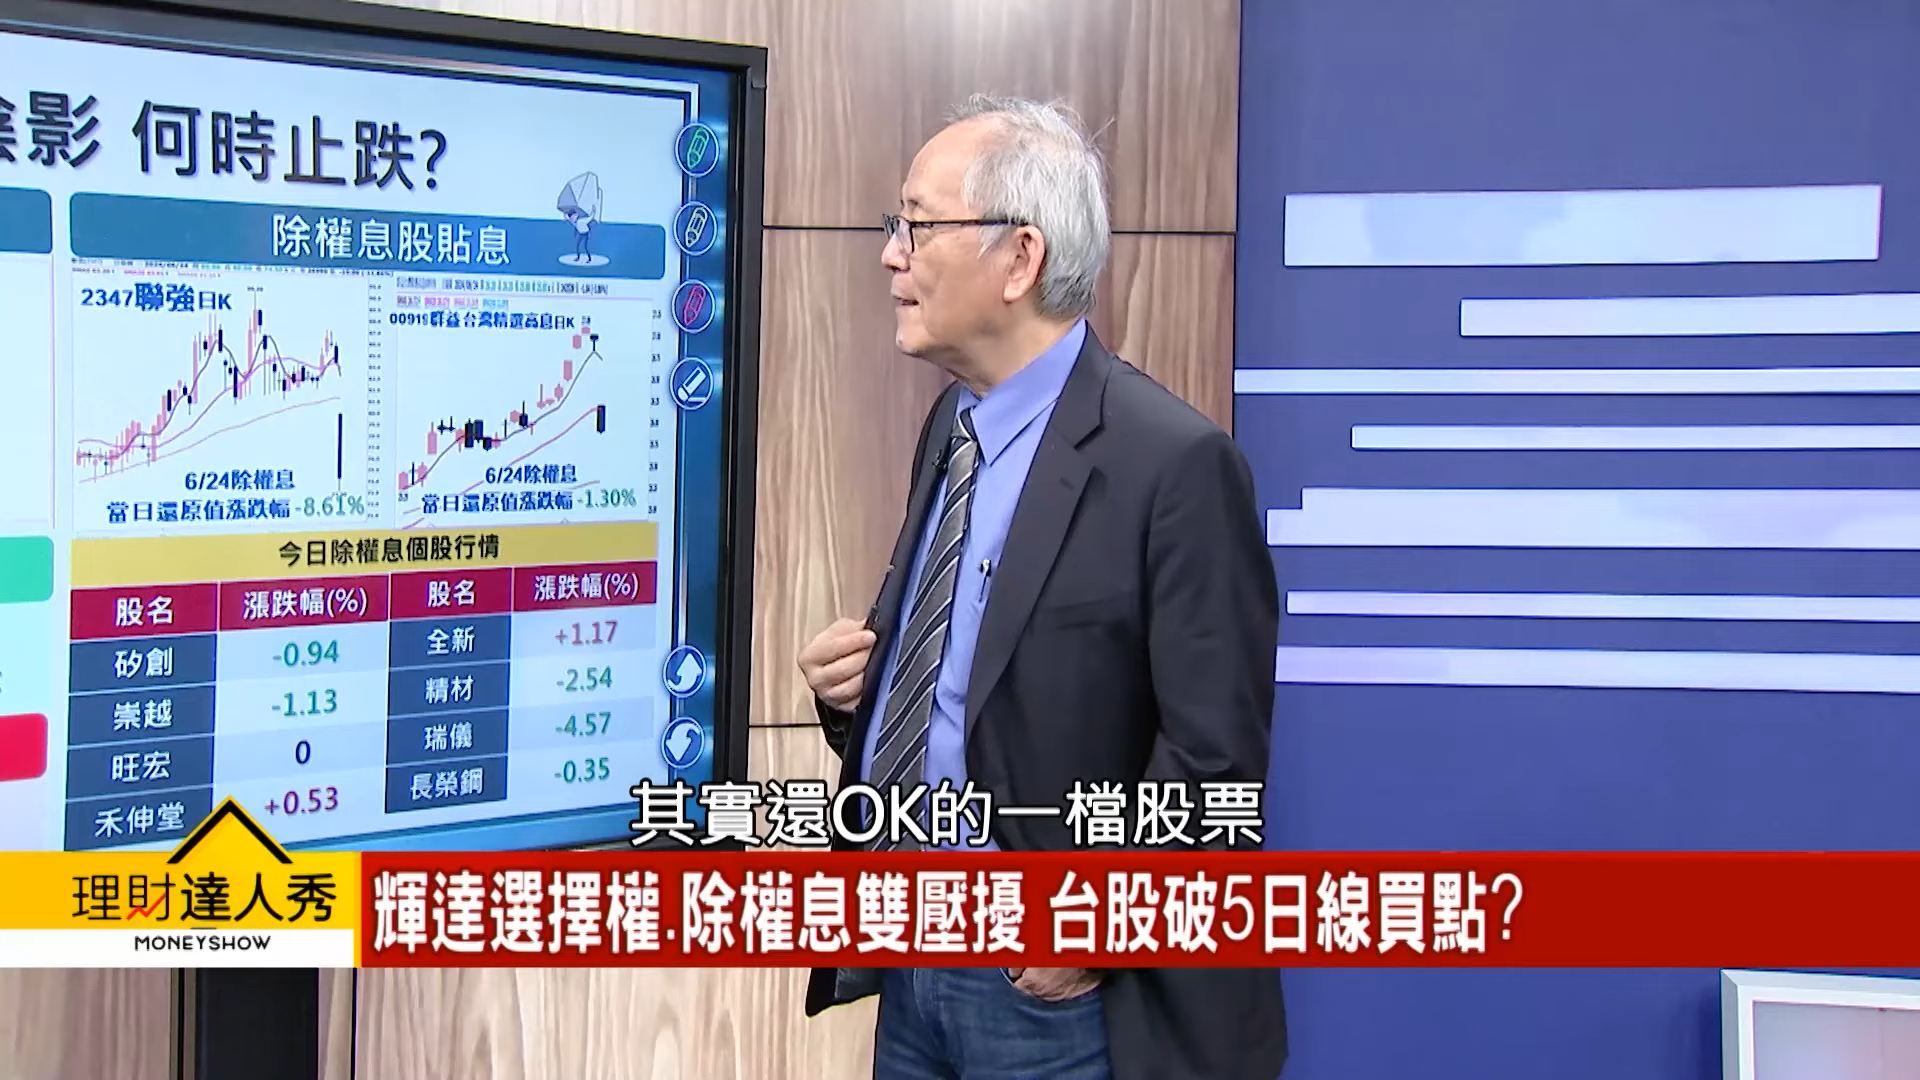 陰影 何時止跌?
除權息股貼息
2347聯強日K
6/24除權息
當日還原值漲跌幅-8.61%
00919群益台灣精選高息日K
6/24除權息
當日還原值漲跌幅-1.30%
今日除權息個股行情
股名 漲跌幅(%) 股名 漲跌幅(%)
矽創 -0.94 全新 +1.17
崇越 -1.13 精材 -2.54
旺宏 0 瑞儀 -4.57
禾伸堂 +0.53 長榮鋼 -0.35
其實還OK的一檔股票
理財達人秀
MONEYSHOW
輝達選擇權.除權息雙壓擾 台股破5日線買點?